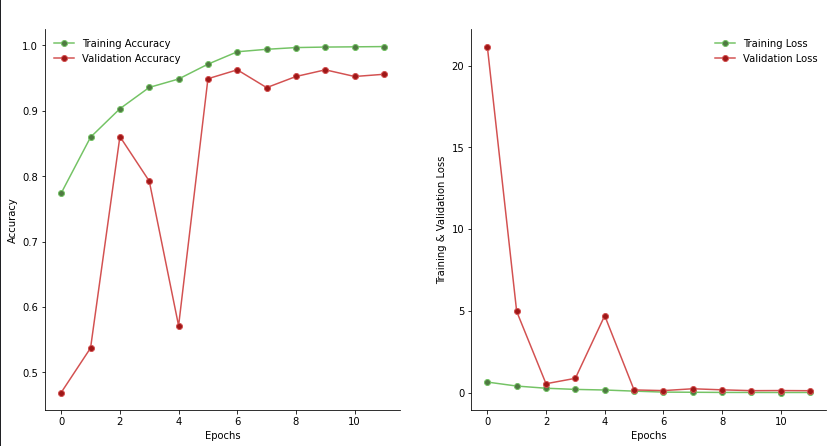 Training Accuracy
Validation Accuracy
1.0
0.9
0.8
0.7
0.6
0.5
Accuracy
0 2 4 6 8 10
Epochs
Training Loss
Validation Loss
20
15
10
5
0
Training & Validation Loss
0 2 4 6 8 10
Epochs